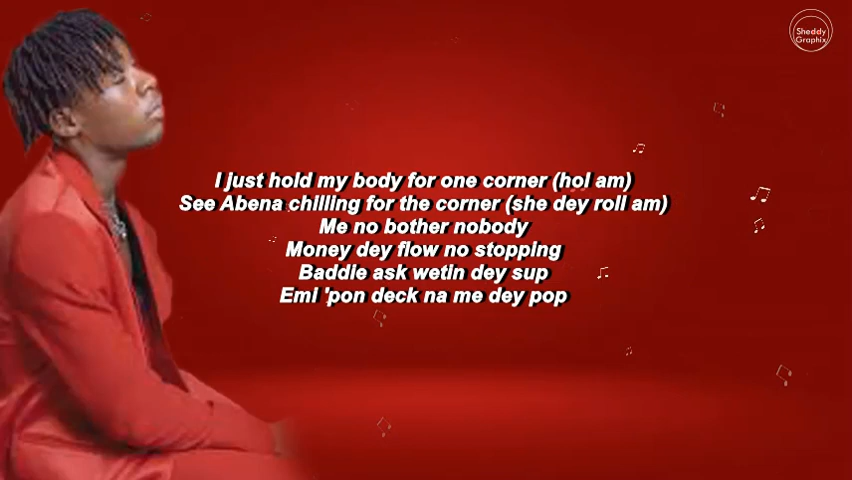 Sheddy
Graphix
I just hold my body for one corner (hol am)
See Abena chilling for the corner (she dey roll am)
Me no bother nobody
Money dey flow no stopping
Baddie ask wetin dey sup
Emi 'pon deck na me dey pop